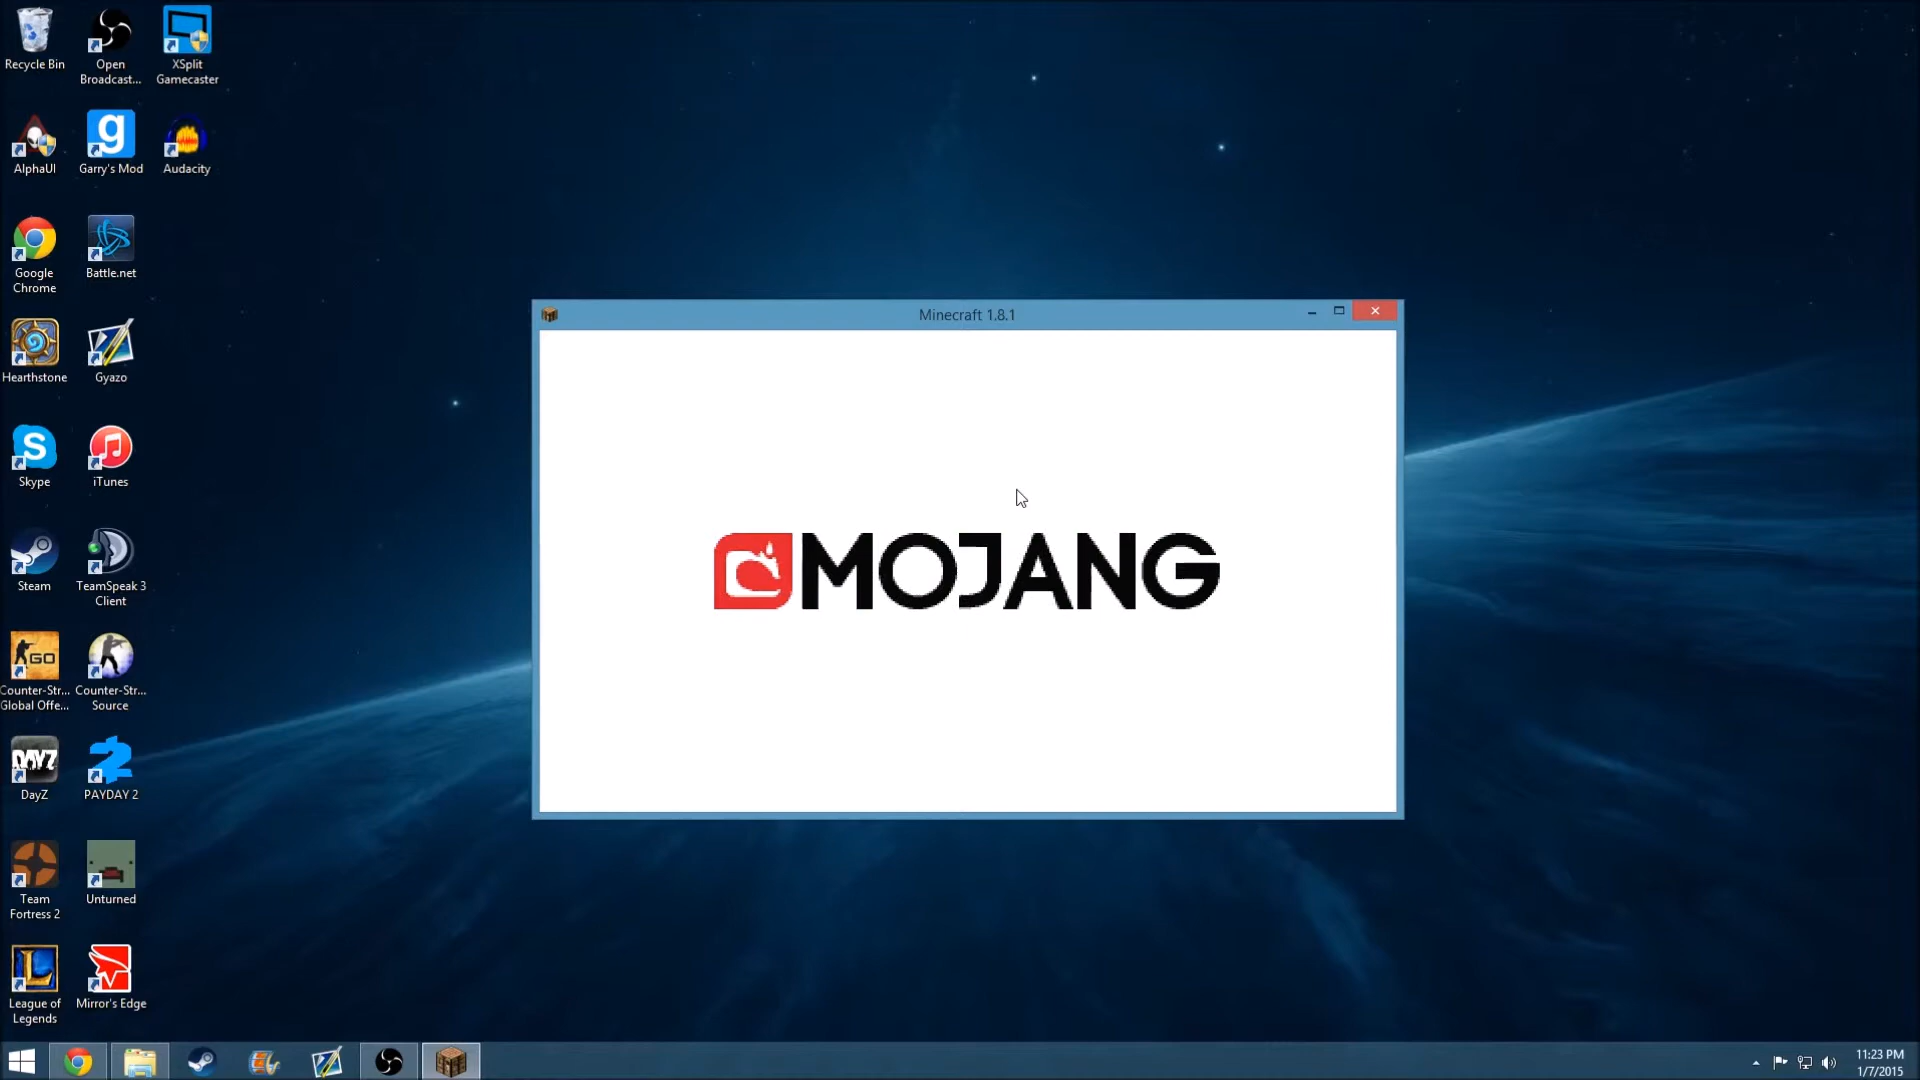 Recycle Bin
Open
Broadcast...
XSplit
Gamecaster
AlphaUI
Garry's Mod
Audacity
Google
Chrome
Battle.net
Hearthstone
Gyazo
Skype
iTunes
Steam
TeamSpeak 3
Client
GO
Counter-Str...
Global Offe...
Counter-Str...
Source
DAYZ
DayZ
PAYDAY 2
Team
Fortress 2
Unturned
League of
Legends
Mirror's Edge
Minecraft 1.8.1
MOJANG
11:23 PM
1/7/2015